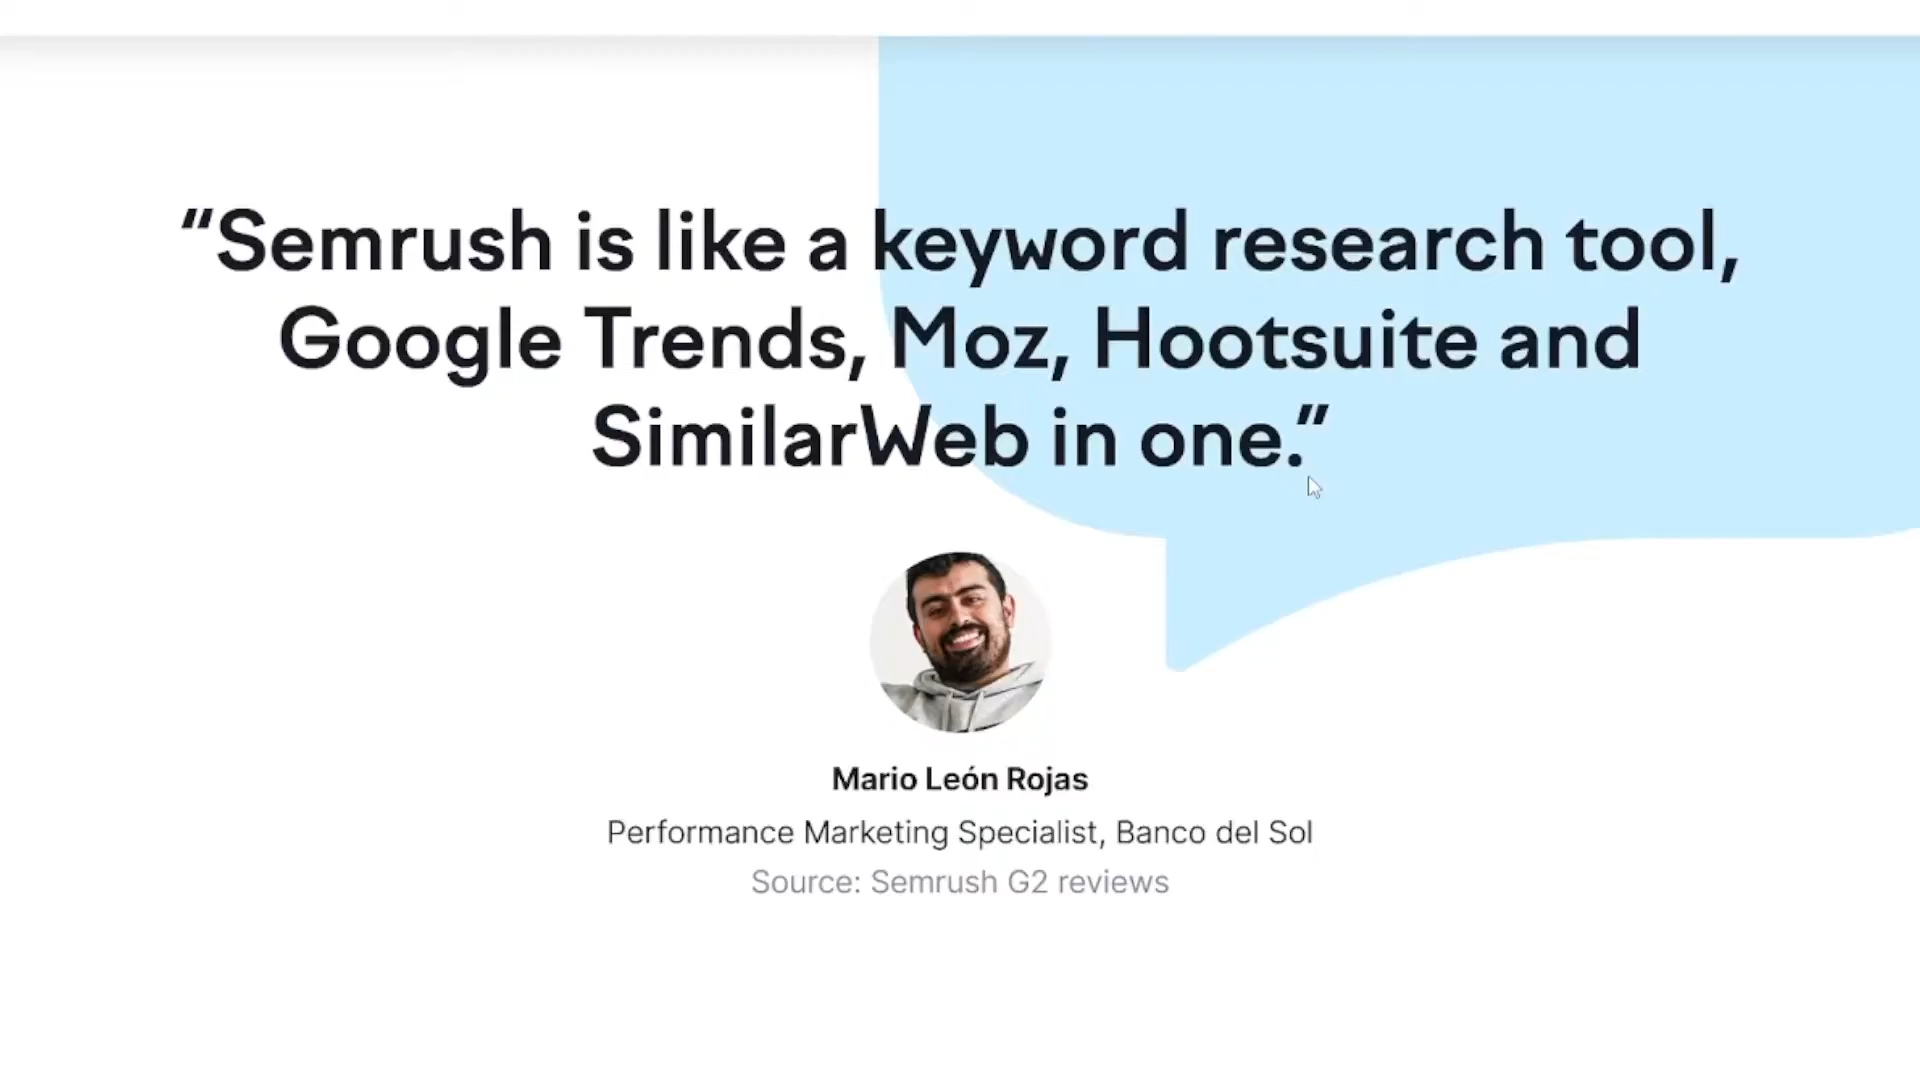 “Semrush is like a keyword research tool,
Google Trends, Moz, Hootsuite and
SimilarWeb in one.”
Mario León Rojas
Performance Marketing Specialist, Banco del Sol
Source: Semrush G2 reviews